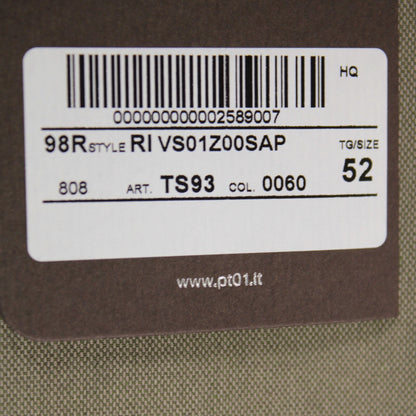 HQ
000000000002589007
98R STYLE RI VS01Z00SAP TG/SIZE
808 ART. TS93 COL. 0060 52
www.pt01.it